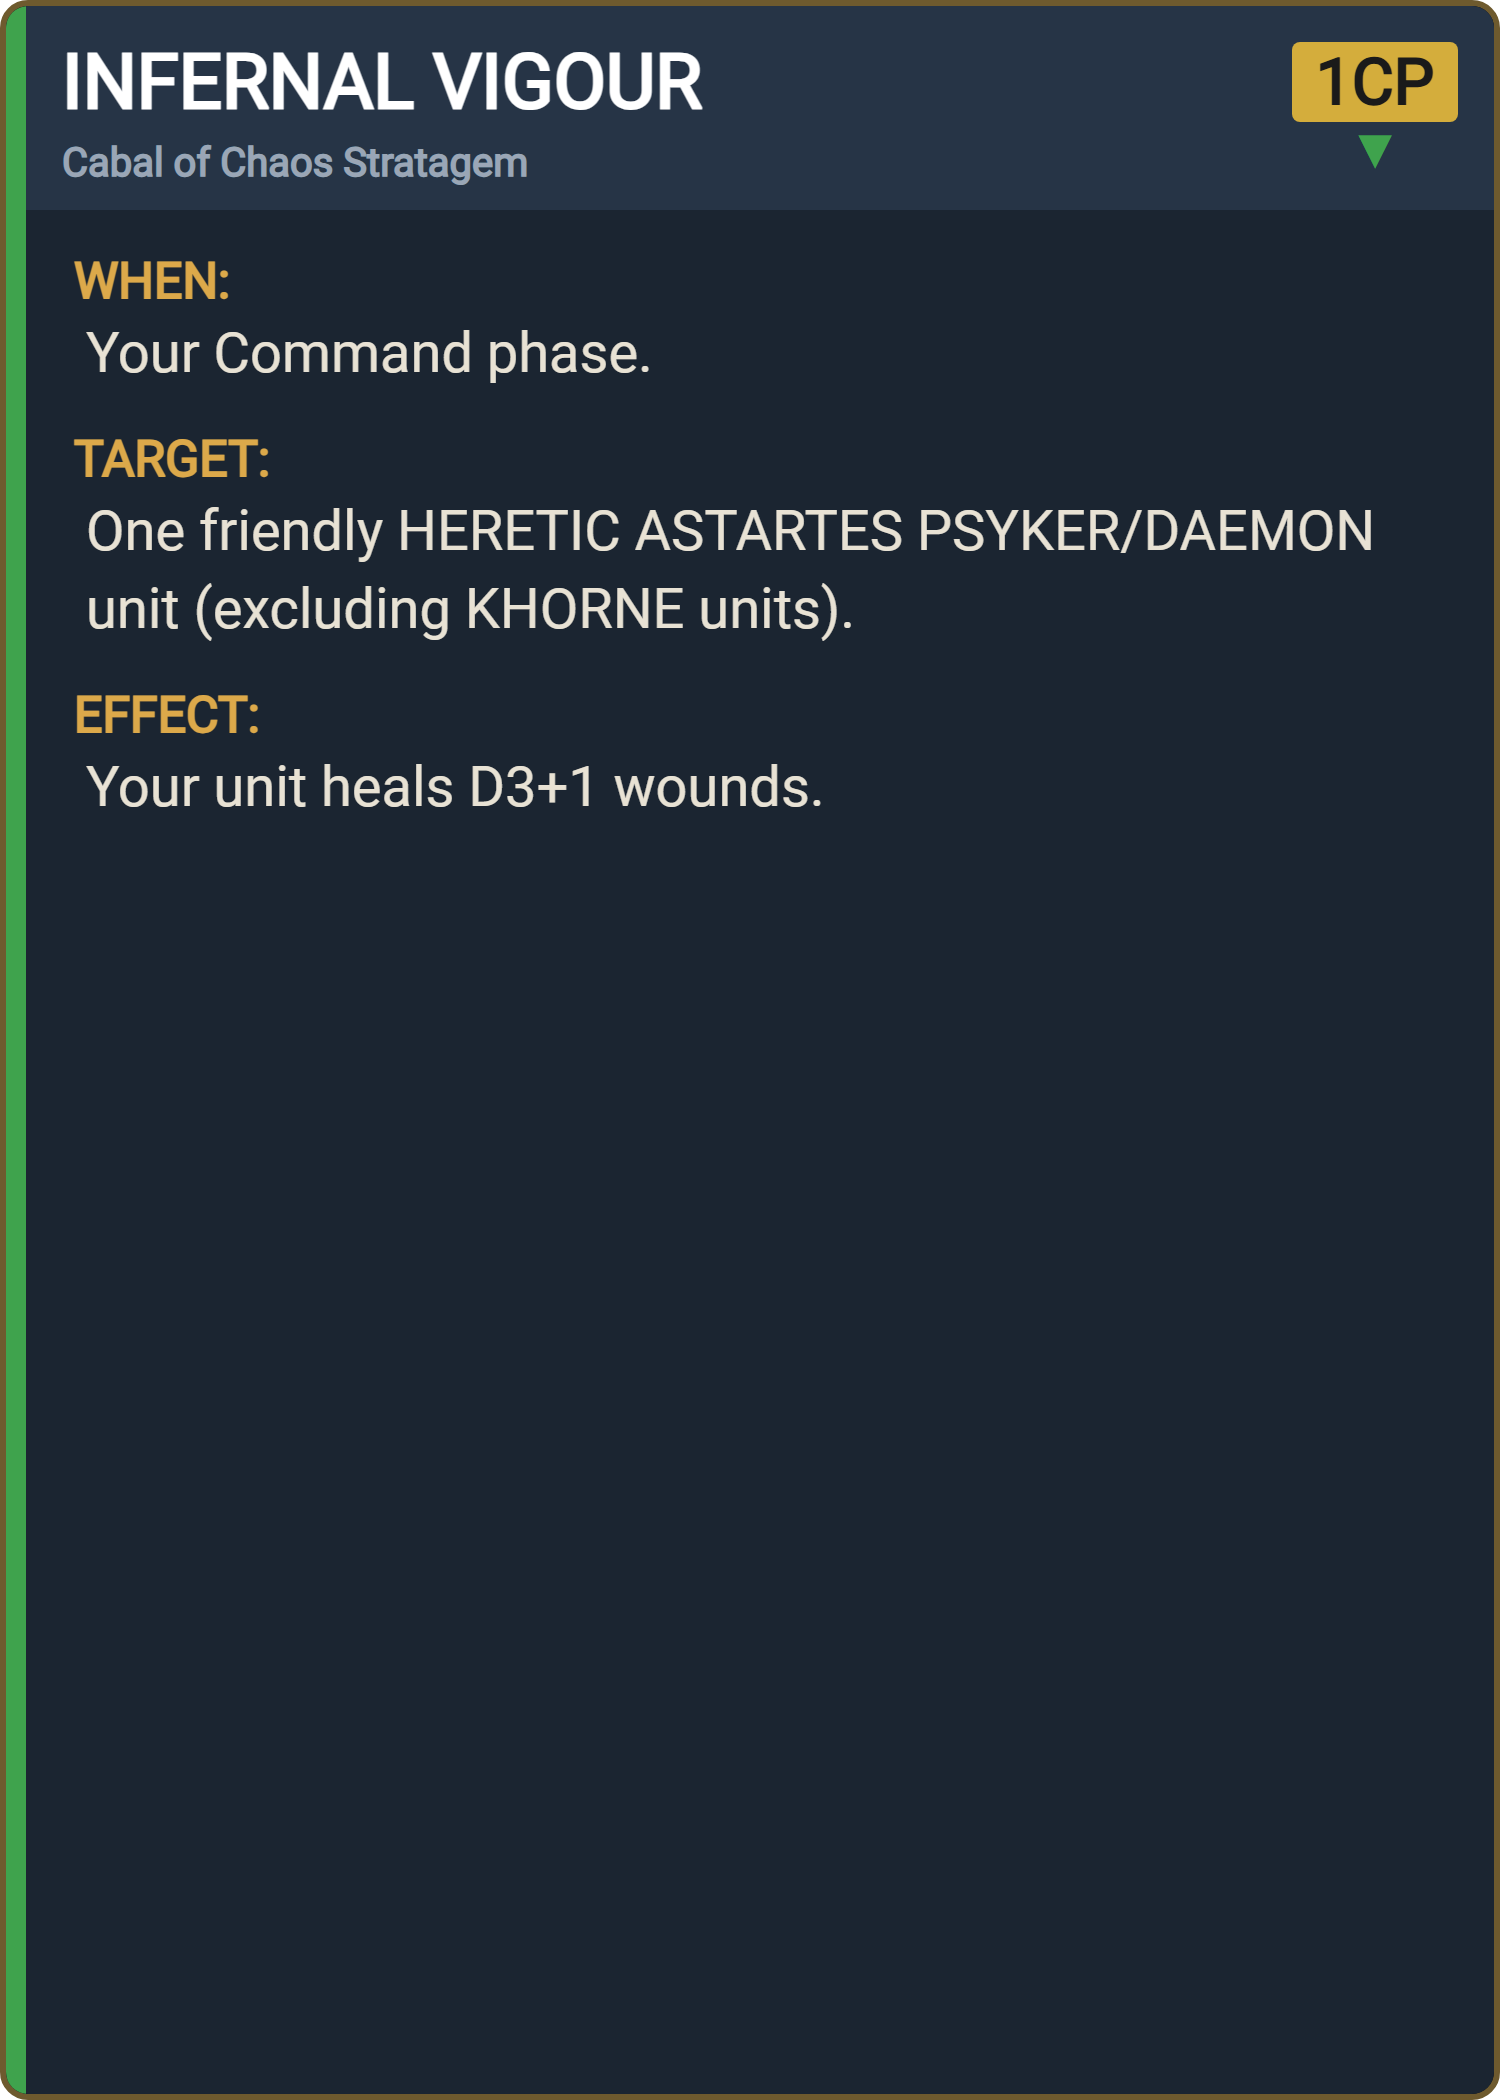 INFERNAL VIGOUR
1CP
Cabal of Chaos Stratagem
WHEN:
Your Command phase.
TARGET:
One friendly HERETIC ASTARTES PSYKER/DAEMON
unit (excluding KHORNE units).
EFFECT:
Your unit heals D3+1 wounds.